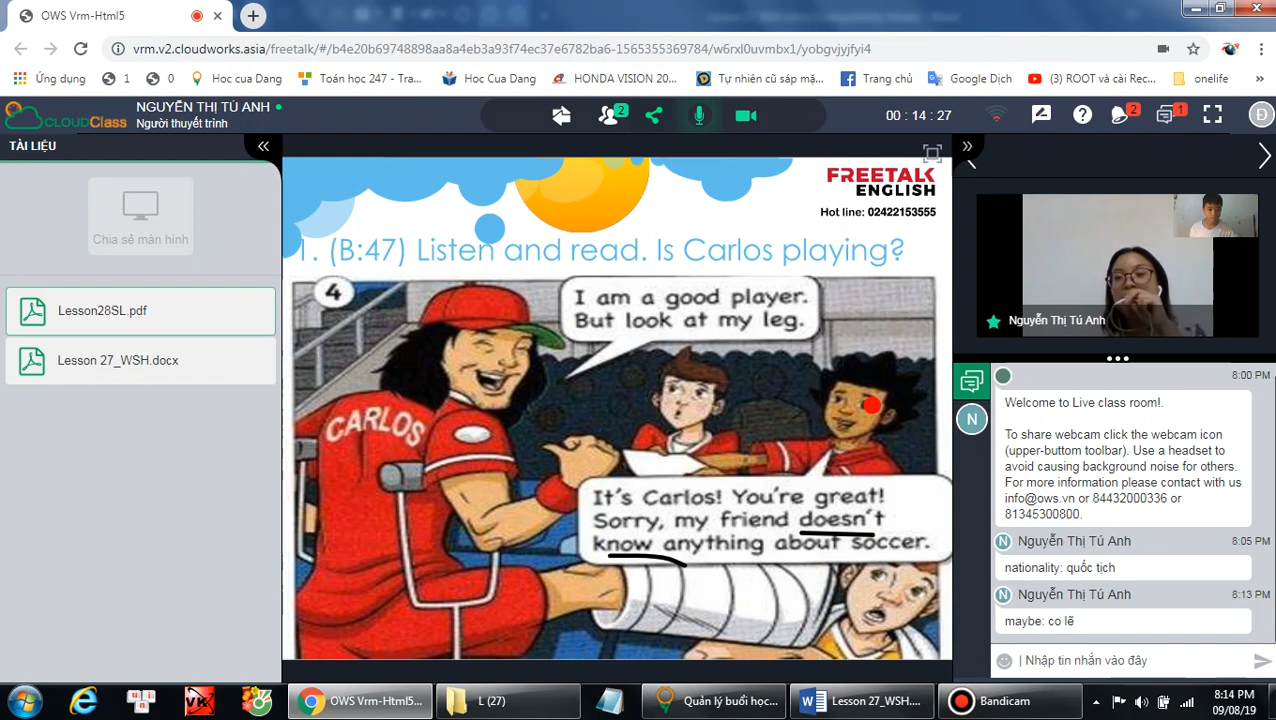 OWS Vrm-Html5
vrm.v2.cloudworks.asia/freetalk/#/b4e20b69748898aa8a4eb3a93f74ec37e6782ba6-1565355369784/w6rxl0uvmbx1/yobgvjyjfyi4
Ứng dụng
1
0
Hoc cua Dang
Toán học 247 - Tra...
Học Cua Dang
HONDA VISION 20...
Tự nhiên cũ sáp mặ...
Trang chủ
Google Dịch
(3) ROOT và cài Rec...
onelife
»
CLOUDClass
NGUYỄN THỊ TÚ ANH
Người thuyết trình
2
00 : 14 : 27
2
1
Đ
TÀI LIỆU
Chia sẻ màn hình
Lesson28SL.pdf
Lesson 27_WSH.docx
FREETALK
ENGLISH
Hot line: 02422153555
1. (B:47) Listen and read. Is Carlos playing?
4
I am a good player.
But look at my leg.
CARLOS
It's Carlos! You're great!
Sorry, my friend doesn't
know anything about soccer.
Nguyễn Thị Tú Anh
8:00 PM
Welcome to Live class room!.
To share webcam click the webcam icon
(upper-buttom toolbar). Use a headset to
avoid causing background noise for others.
For more information please contact with us
info@ows.vn or 84432000336 or
81345300800.
N
N Nguyễn Thị Tú Anh 8:05 PM
nationality: quốc tịch
N Nguyễn Thị Tú Anh 8:13 PM
maybe: co lẽ
Nhập tin nhắn vào đây
OWS Vrm-Html5...
L (27)
Quản lý buổi học...
Lesson 27_WSH....
Bandicam
8:14 PM
09/08/19